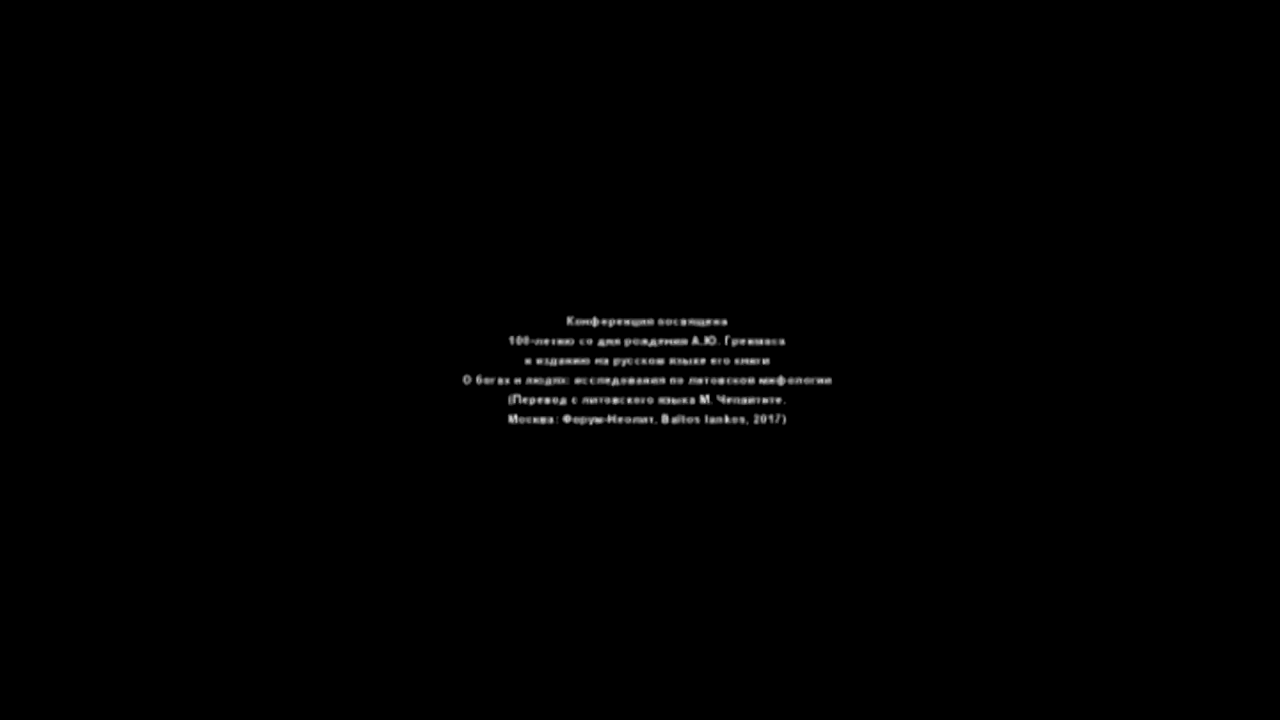 Конференция посвящена
100-летию со дня рождения А.Ю. Греймаса
и изданию на русском языке его книги
О богах и людях: исследования по литовской мифологии
(Перевод с литовского языка М. Чепайтите.
Москва: Форум-Неолит, Baltos lankos, 2017)